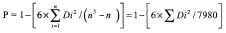 P = 1-[6×∑_{i=1}^{n} Di²/(n³-n )]=1-[6×∑ Di²/7980]